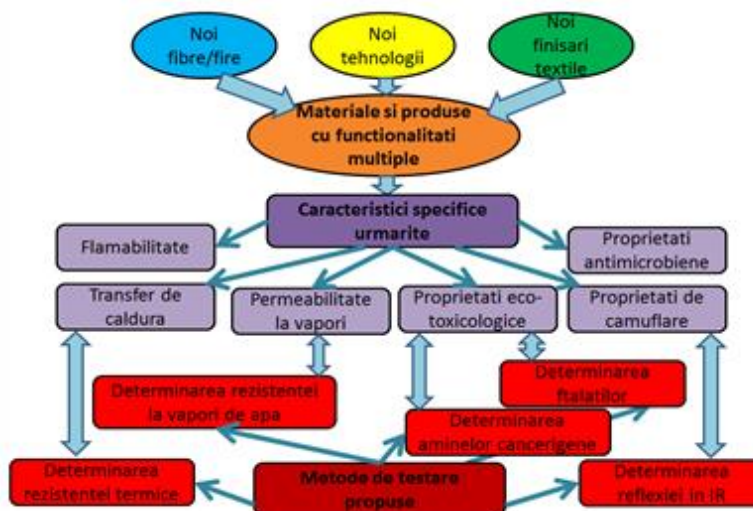 Noi
fibre/fire
Noi
tehnologii
Noi
finisari
textile
Materiale si produse
cu functionalitati
multiple
Caracteristici specifice
urmarite
Flamabilitate
Proprietati
antimicrobiene
Transfer de
caldura
Permeabilitate
la vapori
Proprietati eco-
toxicologice
Proprietati de
camuflare
Determinarea rezistentei
la vapori de apa
Determinarea
ftalatilor
Determinarea
aminelor cancerigene
Determinarea
rezistentei termice
Metode de testare
propuse
Determinarea
reflexiei in IR